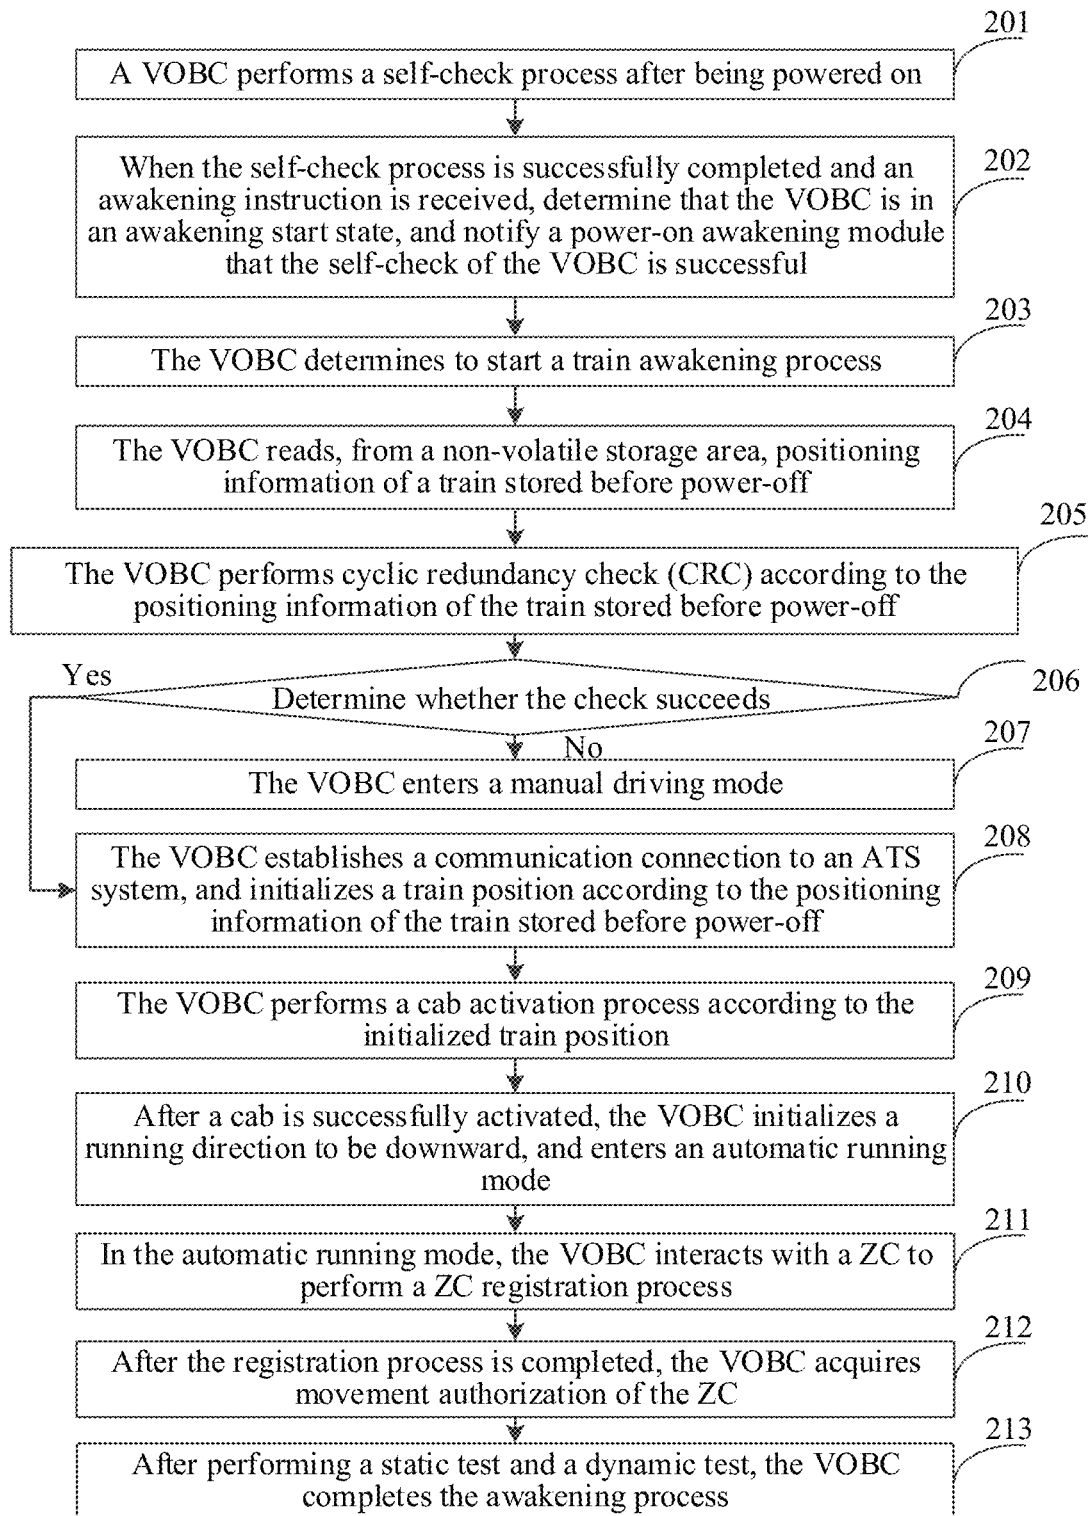 201
A VOBC performs a self-check process after being powered on
202
When the self-check process is successfully completed and an
awakening instruction is received, determine that the VOBC is in
an awakening start state, and notify a power-on awakening module
that the self-check of the VOBC is successful
203
The VOBC determines to start a train awakening process
204
The VOBC reads, from a non-volatile storage area, positioning
information of a train stored before power-off
205
The VOBC performs cyclic redundancy check (CRC) according to the
positioning information of the train stored before power-off
Yes
206
Determine whether the check succeeds
No
207
The VOBC enters a manual driving mode
208
The VOBC establishes a communication connection to an ATS
system, and initializes a train position according to the positioning
information of the train stored before power-off
209
The VOBC performs a cab activation process according to the
initialized train position
210
After a cab is successfully activated, the VOBC initializes a
running direction to be downward, and enters an automatic running
mode
211
In the automatic running mode, the VOBC interacts with a ZC to
perform a ZC registration process
212
After the registration process is completed, the VOBC acquires
movement authorization of the ZC
213
After performing a static test and a dynamic test, the VOBC
completes the awakening process